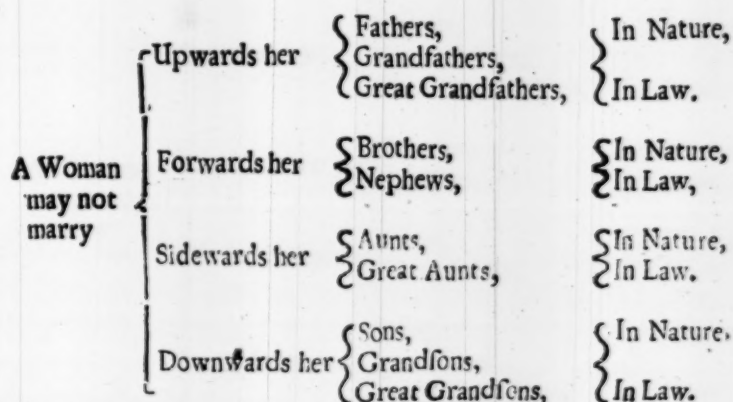 Upwards her Fathers, In Nature,
Grandfathers,
Great Grandfathers, In Law.
A Woman may not marry
Forwards her Brothers, In Nature,
Nephews, In Law,
Sidewards her Aunts, In Nature,
Great Aunts, In Law.
Downwards her Sons, In Nature.
Grandſons,
Great Grandſons, In Law.